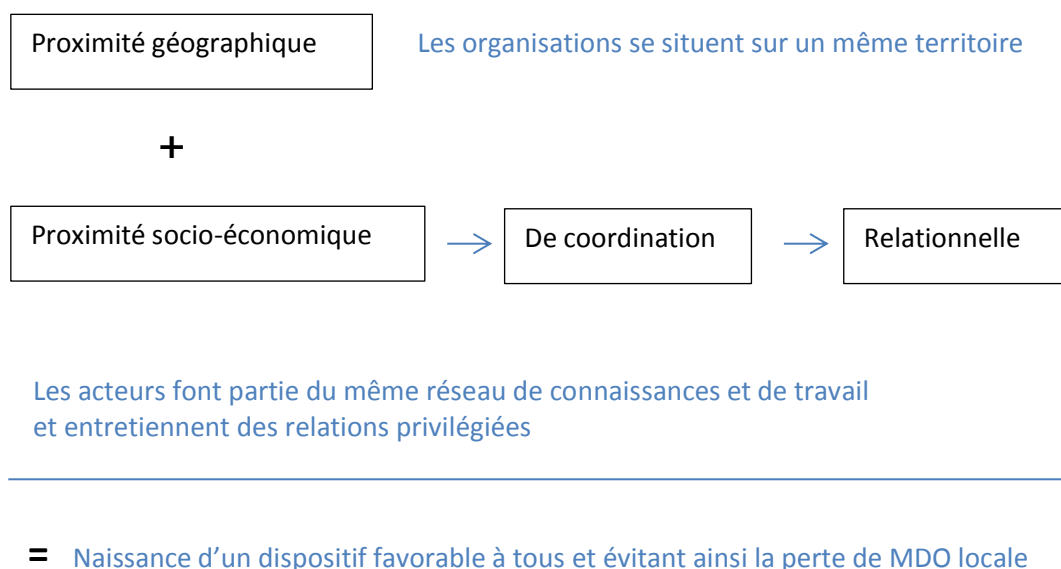 Proximité géographique Les organisations se situent sur un même territoire
+
Proximité socio-économique De coordination Relationnelle
Les acteurs font partie du même réseau de connaissances et de travail
et entretiennent des relations privilégiées
= Naissance d’un dispositif favorable à tous et évitant ainsi la perte de MDO locale